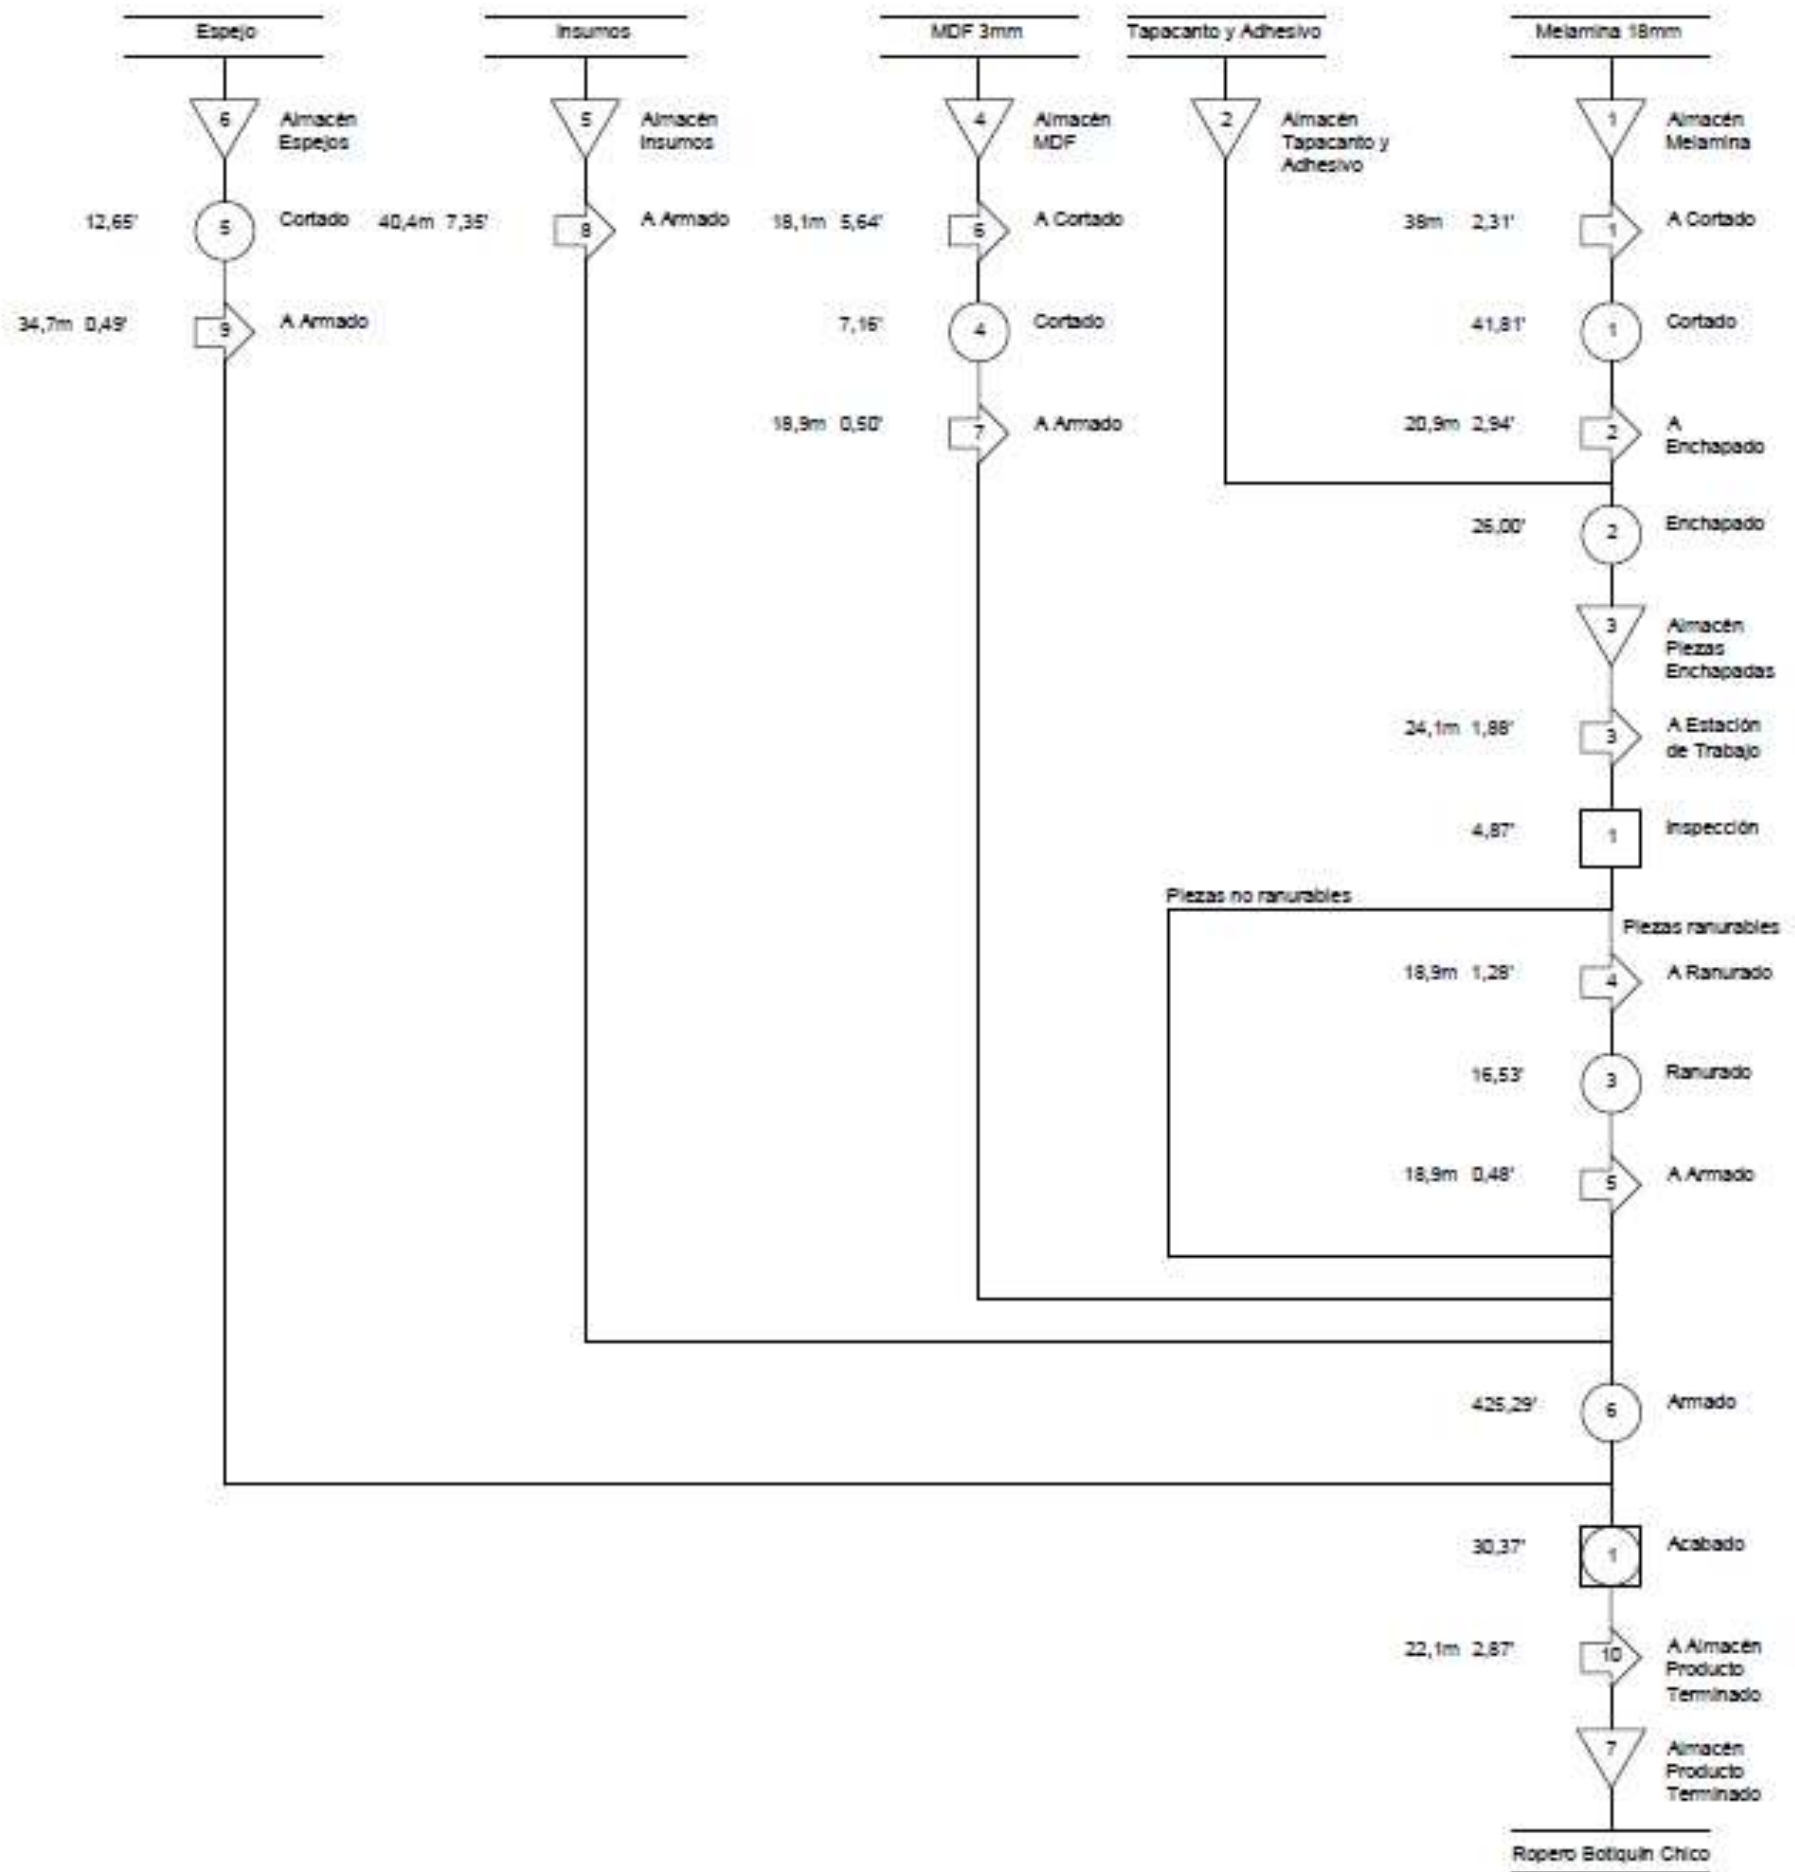 Espejo
Insumos
MDF 3mm
Tapacanto y Adhesivo
Melamina 18mm
6
Almacén
Espejos
5
Almacén
Insumos
4
Almacén
MDF
2
Almacén
Tapacanto y
Adhesivo
1
Almacén
Melamina
12,65'
5
Cortado
40,4m 7,35'
8
A Armado
18,1m 5,64'
6
A Cortado
38m 2,31'
1
A Cortado
34,7m 0,49'
9
A Armado
7,16'
4
Cortado
41,81'
1
Cortado
18,9m 0,50'
7
A Armado
20,9m 2,94'
2
A
Enchapado
26,00'
2
Enchapado
3
Almacén
Piezas
Enchapadas
24,1m 1,88'
3
A Estación
de Trabajo
4,87'
1
Inspección
Piezas no ranurables
Piezas ranurables
18,9m 1,28'
4
A Ranurado
16,53'
3
Ranurado
18,9m 0,48'
5
A Armado
425,29'
6
Armado
30,37'
1
Acabado
22,1m 2,87'
10
A Almacén
Producto
Terminado
7
Almacén
Producto
Terminado
Ropero Botiquín Chico